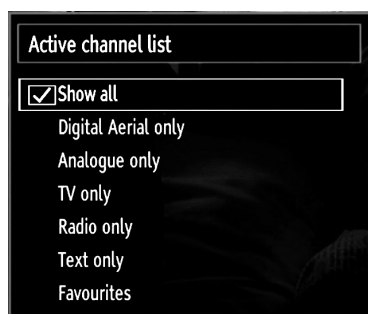 Active channel list
Show all
Digital Aerial only
Analogue only
TV only
Radio only
Text only
Favourites